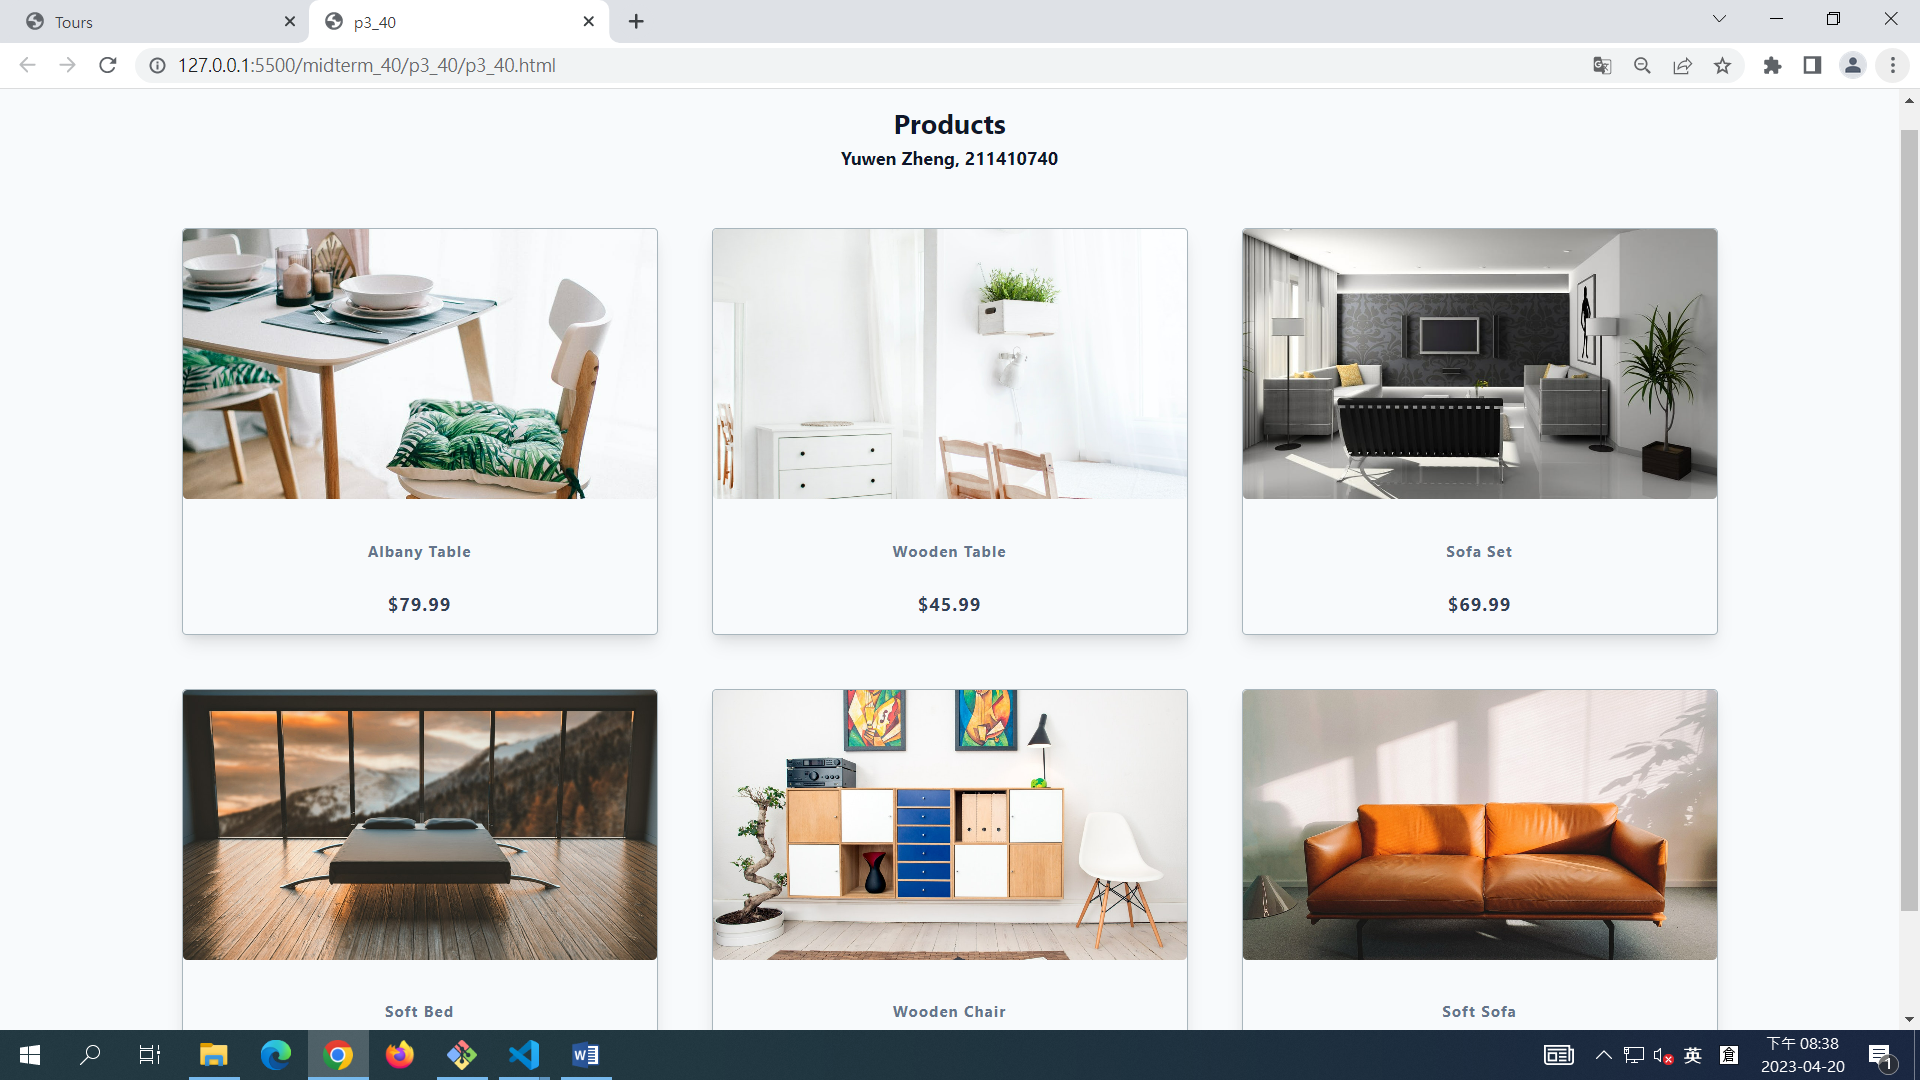 Tours
p3_40
127.0.0.1:5500/midterm_40/p3_40/p3_40.html
Products
Yuwen Zheng, 211410740
Albany Table
$79.99
Wooden Table
$45.99
Sofa Set
$69.99
Soft Bed
Wooden Chair
Soft Sofa
英
倉
下午 08:38
2023-04-20
1